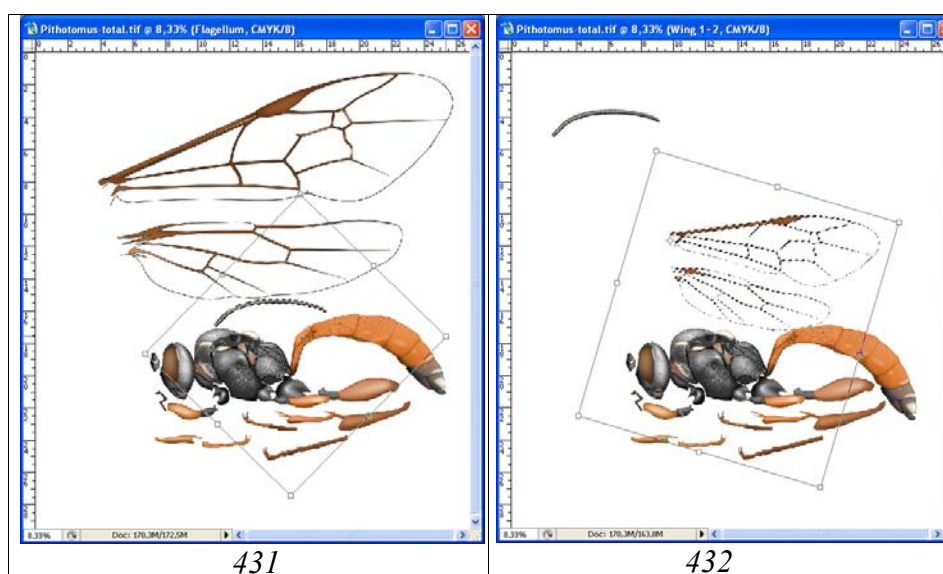 Pithotomus-total.tif @ 8,33% (Flagellum, CMYK/8)
8,33%
Doc: 170,3M/172,5M
431
Pithotomus-total.tif @ 8,33% (Wing 1-2, CMYK/8)
8,33%
Doc: 170,3M/163,8M
432